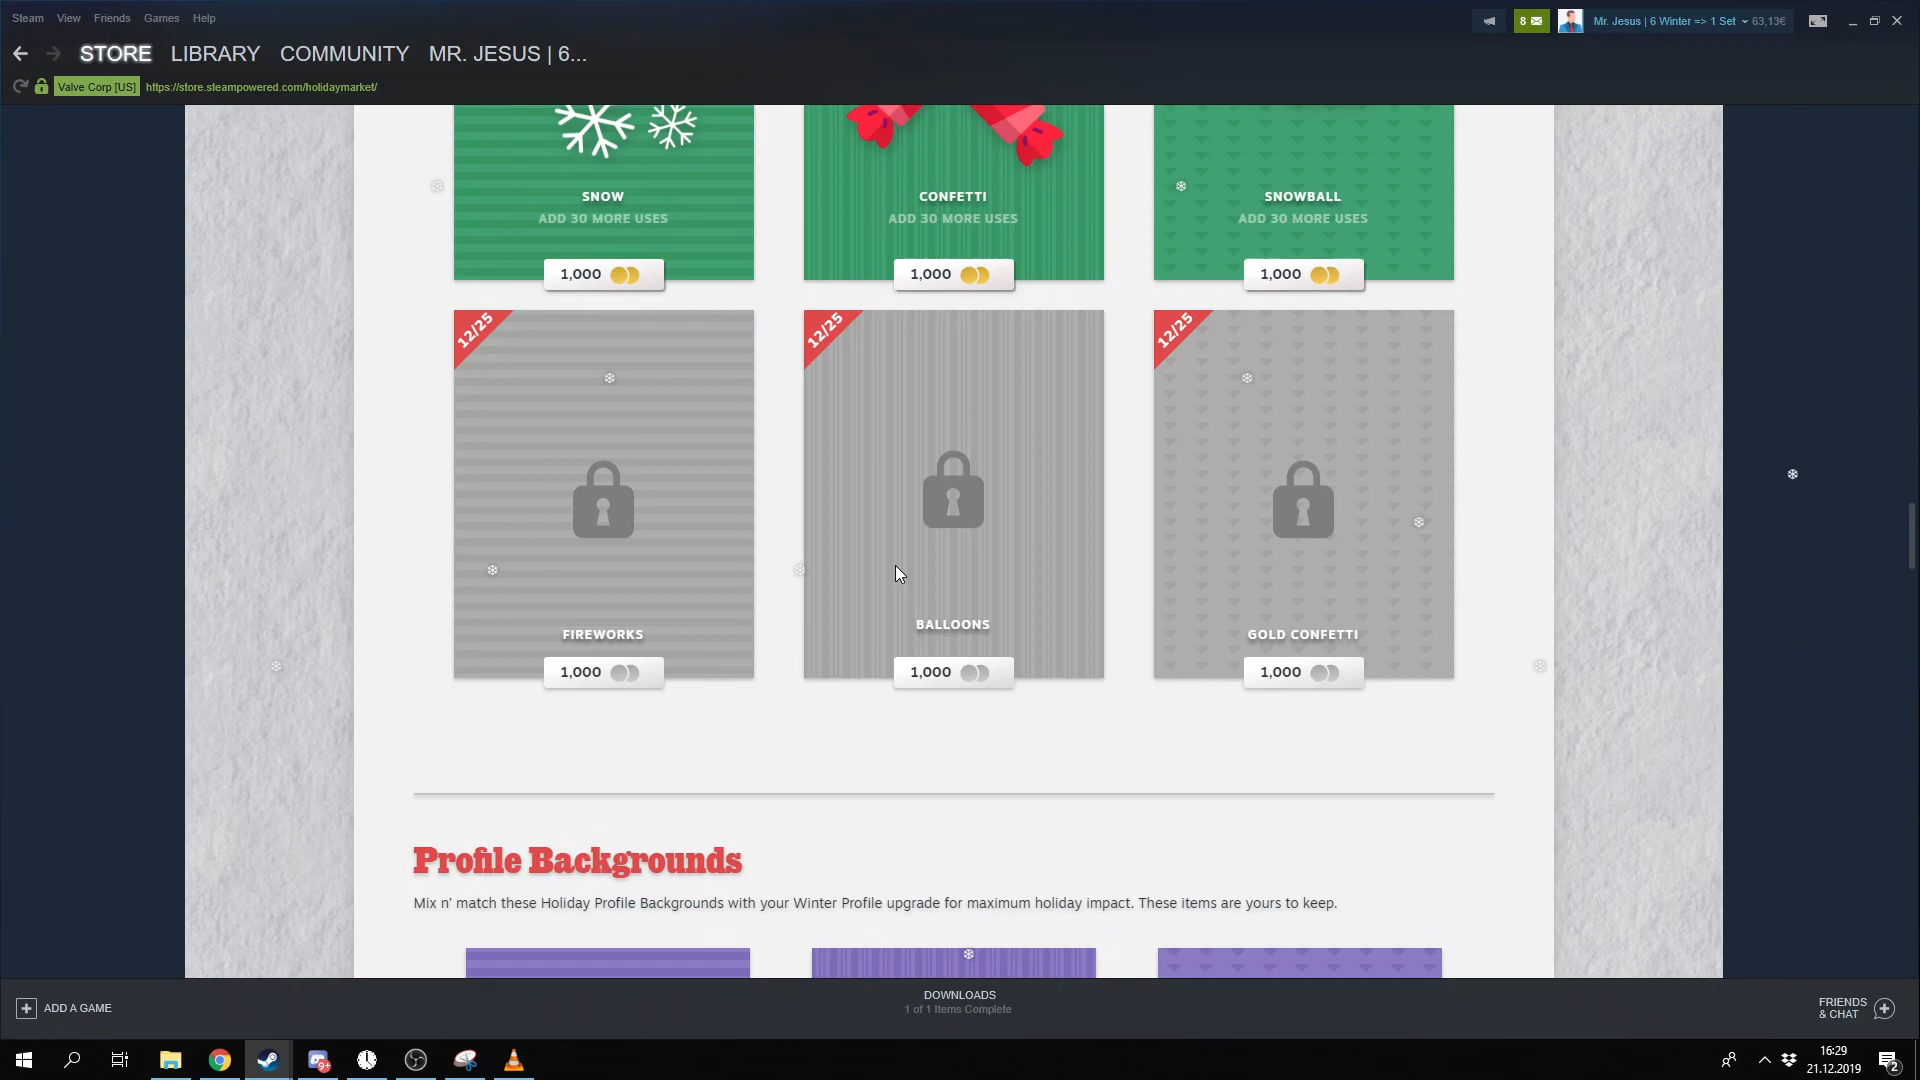 Steam View Friends Games Help
8 Mr. Jesus | 6 Winter => 1 Set 63,13€
STORE LIBRARY COMMUNITY MR. JESUS | 6...
Valve Corp [US] https://store.steampowered.com/holidaymarket/
SNOW
ADD 30 MORE USES
1,000
CONFETTI
ADD 30 MORE USES
1,000
SNOWBALL
ADD 30 MORE USES
1,000
12/25
FIREWORKS
1,000
12/25
BALLOONS
1,000
12/25
GOLD CONFETTI
1,000
Profile Backgrounds
Mix n' match these Holiday Profile Backgrounds with your Winter Profile upgrade for maximum holiday impact. These items are yours to keep.
ADD A GAME
DOWNLOADS
1 of 1 Items Complete
FRIENDS
& CHAT
9+
16:29
21.12.2019
2